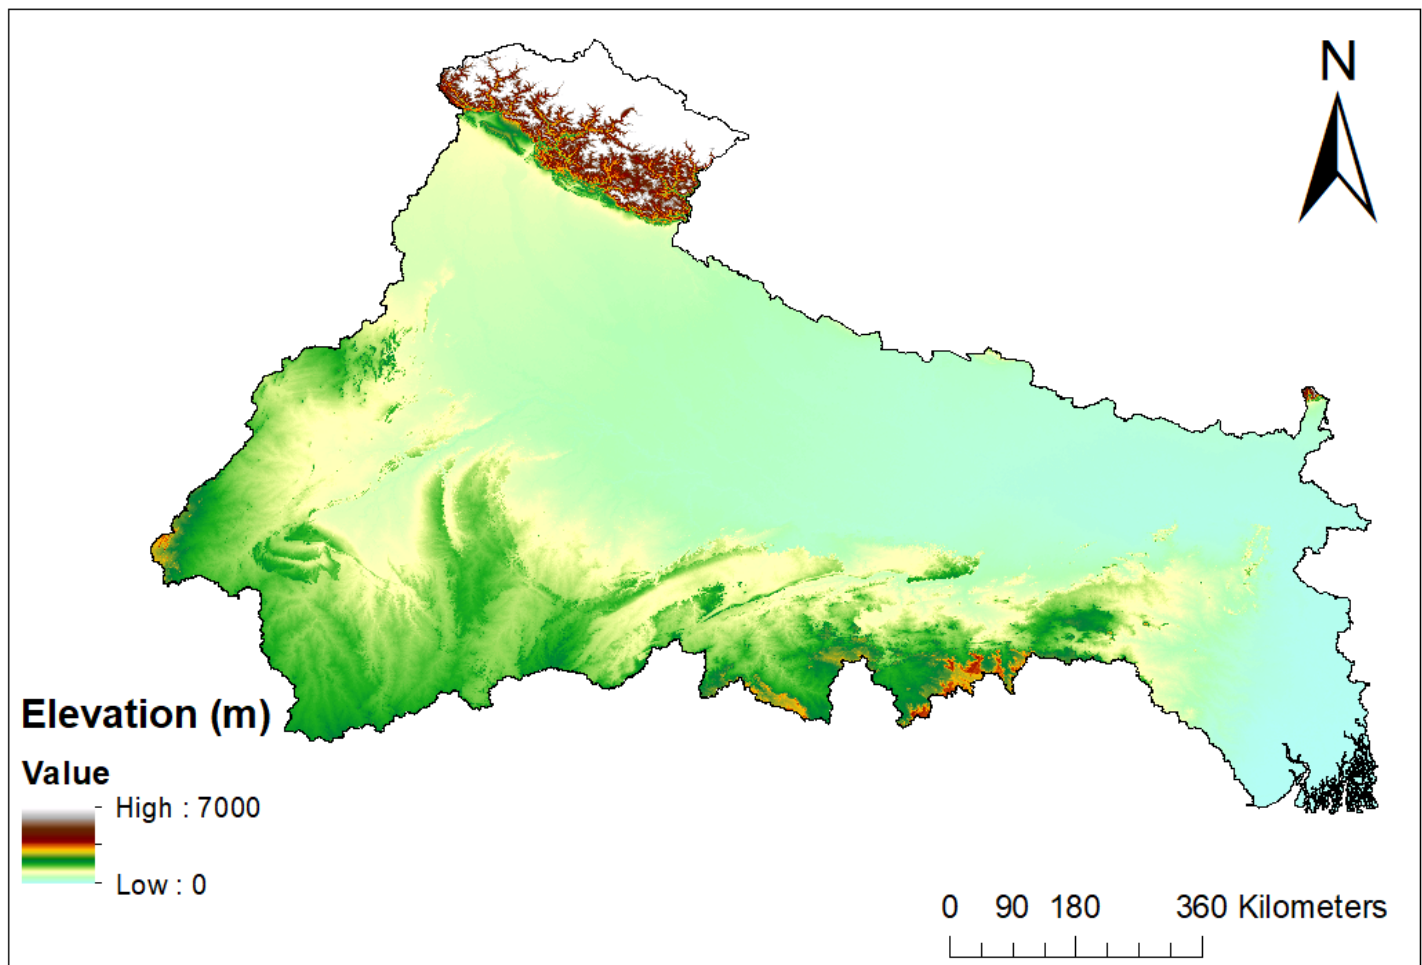 N
Elevation (m)
Value
High : 7000
Low : 0
0 90 180 360 Kilometers